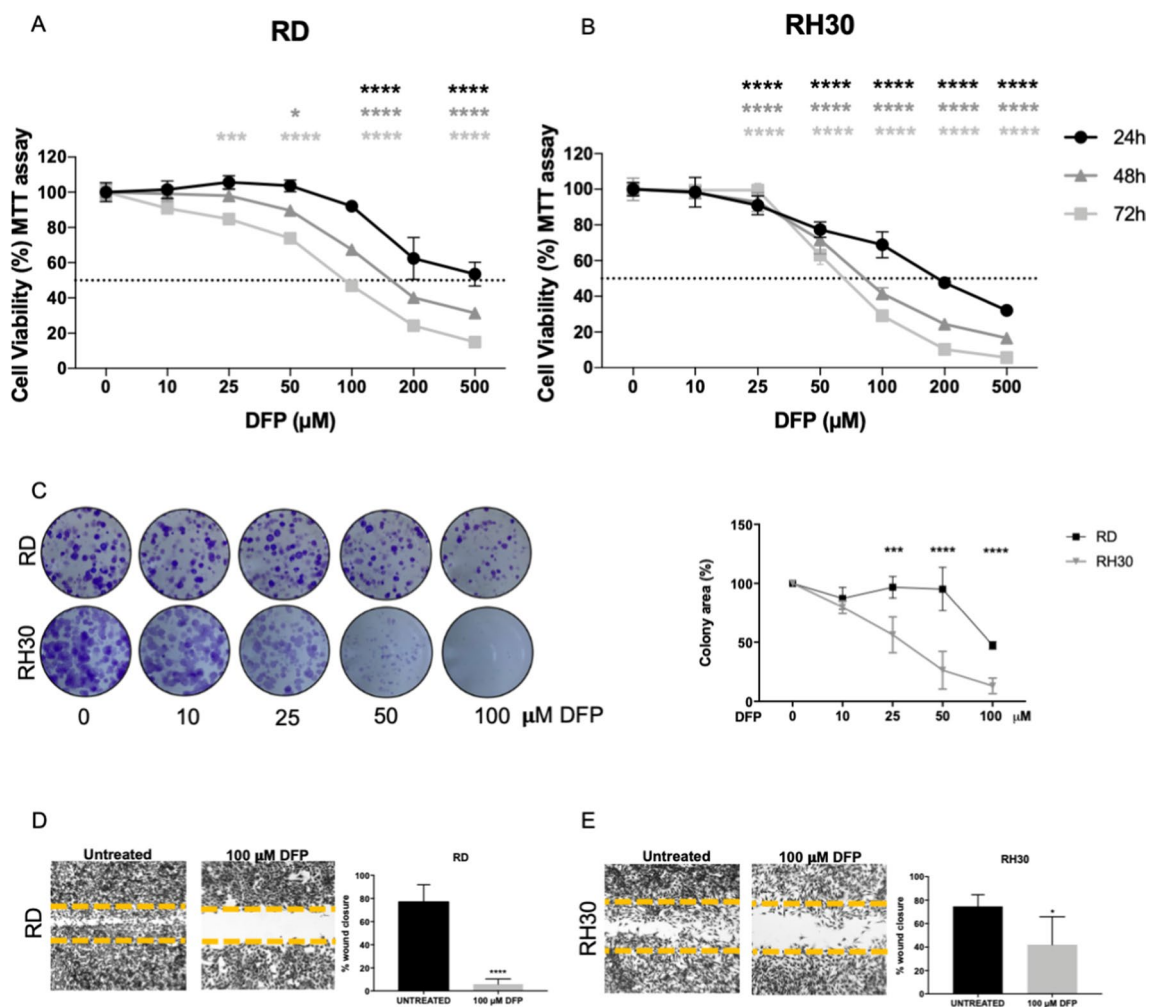 A
RD
****
****
*
****
****
***
****
****
****
Cell Viability (%) MTT assay
120
100
80
60
40
20
0
0 10 25 50 100 200 500
DFP (µM)
B
RH30
**** **** **** **** ****
**** **** **** **** ****
**** **** **** **** ****
Cell Viability (%) MTT assay
120
100
80
60
40
20
0
0 10 25 50 100 200 500
DFP (µM)
24h
48h
72h
C
RD
RH30
0 10 25 50 100 µM DFP
Colony area (%)
150
100
50
0
*** **** ****
DFP 0 10 25 50 100 µM
RD
RH30
D
RD
Untreated
100 µM DFP
RD
% wound closure
100
80
60
40
20
0
****
UNTREATED 100 µM DFP
E
RH30
Untreated
100 µM DFP
RH30
% wound closure
100
80
60
40
20
0
*
UNTREATED 100 µM DFP